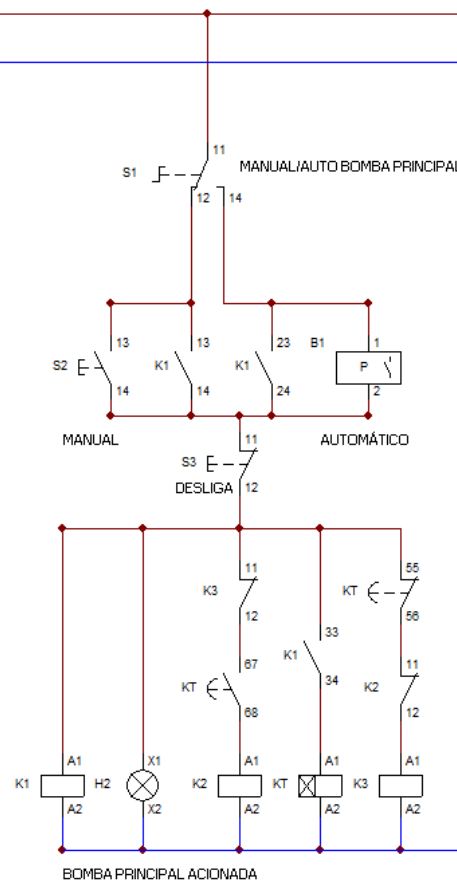 11
S1
MANUAL/AUTO BOMBA PRINCIPAL
12 14
13 13 23 B1 1
S2 K1 K1 P
14 14 24 2
MANUAL 11 AUTOMÁTICO
S3
DESLIGA 12
11 55
K3 KT
12 33 56
67 K1 11
KT 34 K2
68 12
A1 X1 A1 A1 A1
K1 H2 K2 KT K3
A2 X2 A2 A2 A2
BOMBA PRINCIPAL ACIONADA